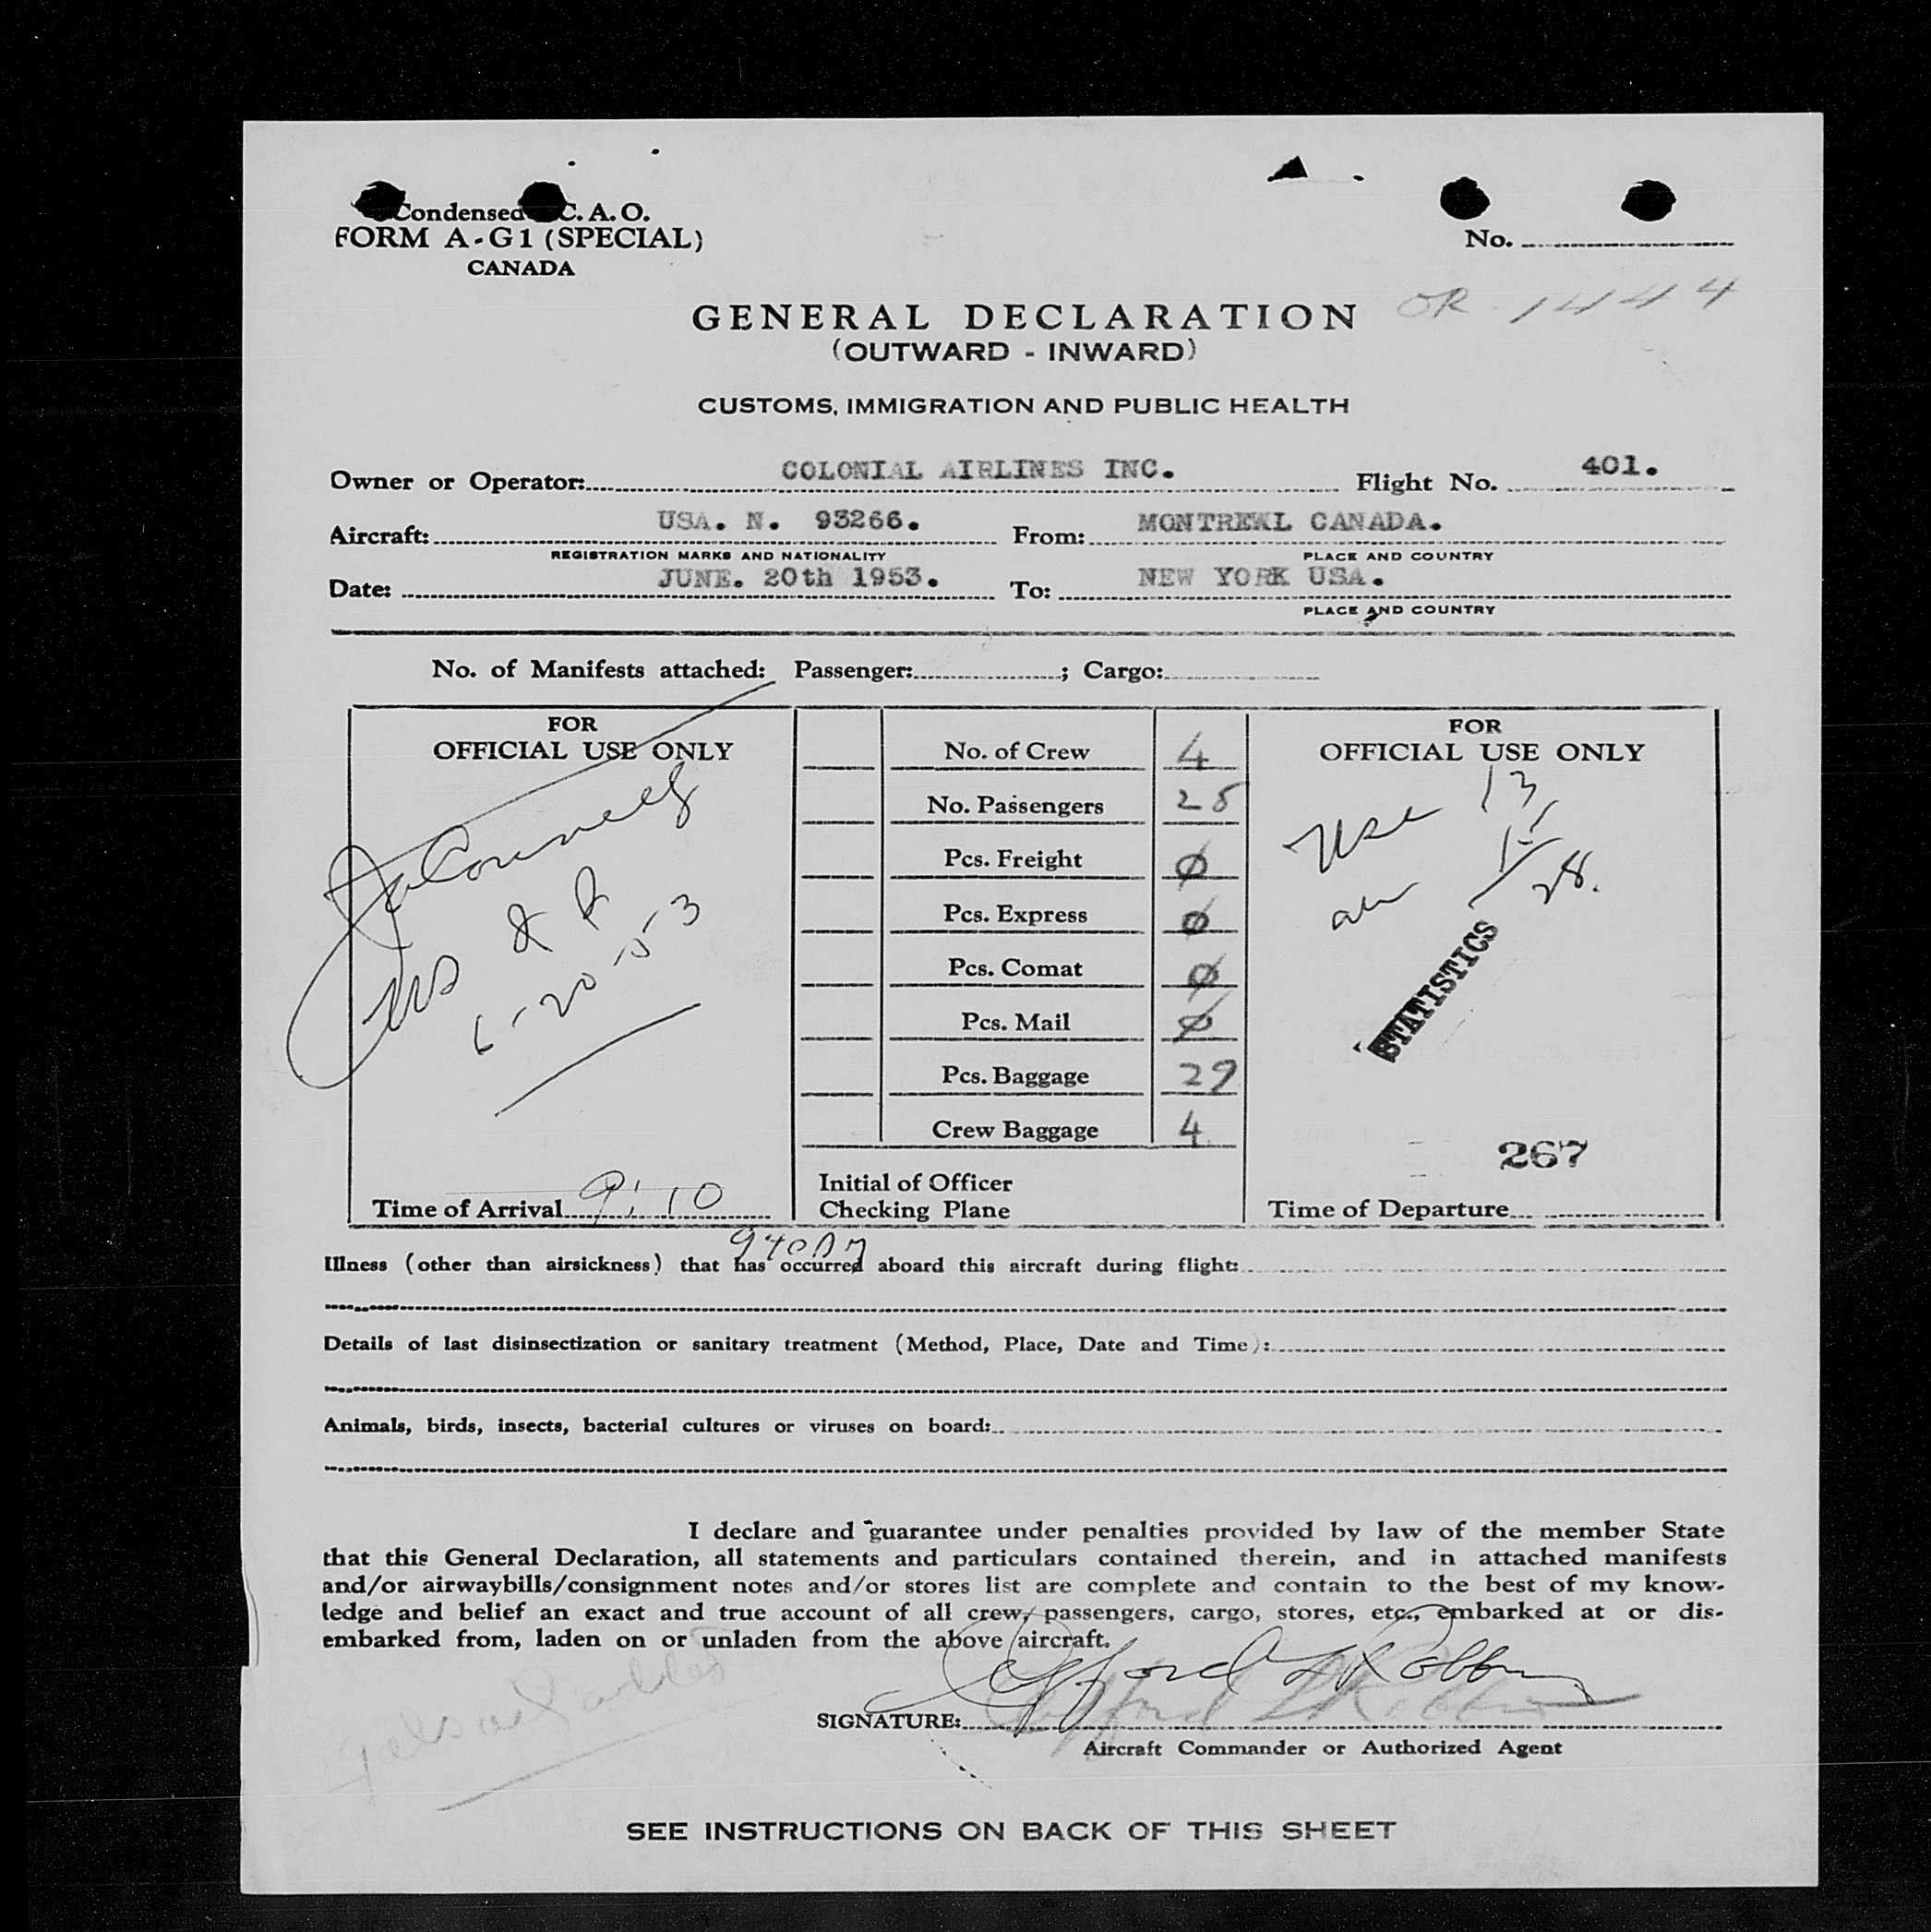 Condensed C. A. O.
FORM A-G1 (SPECIAL)
CANADA
No.
OR 1444
GENERAL DECLARATION
(OUTWARD - INWARD)
CUSTOMS, IMMIGRATION AND PUBLIC HEALTH
Owner or Operator: COLONIAL AIRLINES INC. Flight No. 401.
Aircraft: USA. N. 93266. From: MONTREWL CANADA.
REGISTRATION MARKS AND NATIONALITY PLACE AND COUNTRY
Date: JUNE. 20th 1953. To: NEW YORK USA.
PLACE AND COUNTRY
No. of Manifests attached: Passenger: ; Cargo:
FOR
OFFICIAL USE ONLY
6-20-53
Time of Arrival 9:10
No. of Crew 4
No. Passengers 28
Pcs. Freight Ø
Pcs. Express Ø
Pcs. Comat Ø
Pcs. Mail Ø
Pcs. Baggage 29
Crew Baggage 4
Initial of Officer
Checking Plane
FOR
OFFICIAL USE ONLY
USC 13
15
28.
STATISTICS
267
Time of Departure
940AM
Illness (other than airsickness) that has occurred aboard this aircraft during flight:
Details of last disinsectization or sanitary treatment (Method, Place, Date and Time):
Animals, birds, insects, bacterial cultures or viruses on board:
I declare and guarantee under penalties provided by law of the member State
that this General Declaration, all statements and particulars contained therein, and in attached manifests
and/or airwaybills/consignment notes and/or stores list are complete and contain to the best of my know-
ledge and belief an exact and true account of all crew, passengers, cargo, stores, etc., embarked at or dis-
embarked from, laden on or unladen from the above aircraft.
SIGNATURE:
Aircraft Commander or Authorized Agent
SEE INSTRUCTIONS ON BACK OF THIS SHEET